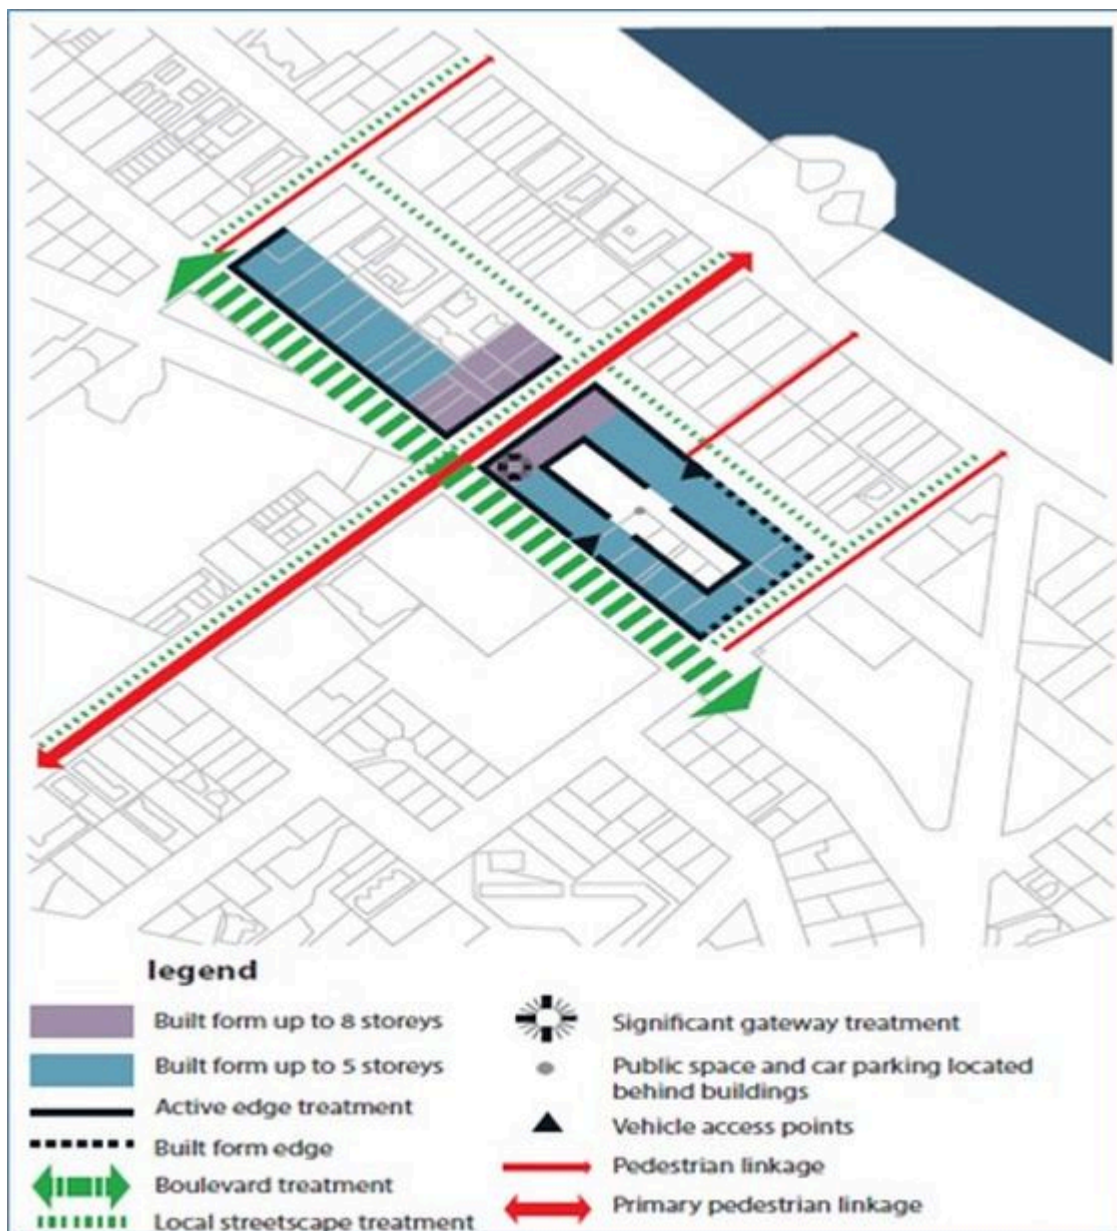 legend
Built form up to 8 storeys
Built form up to 5 storeys
Active edge treatment
Built form edge
Boulevard treatment
Local streetscape treatment
Significant gateway treatment
Public space and car parking located
behind buildings
Vehicle access points
Pedestrian linkage
Primary pedestrian linkage